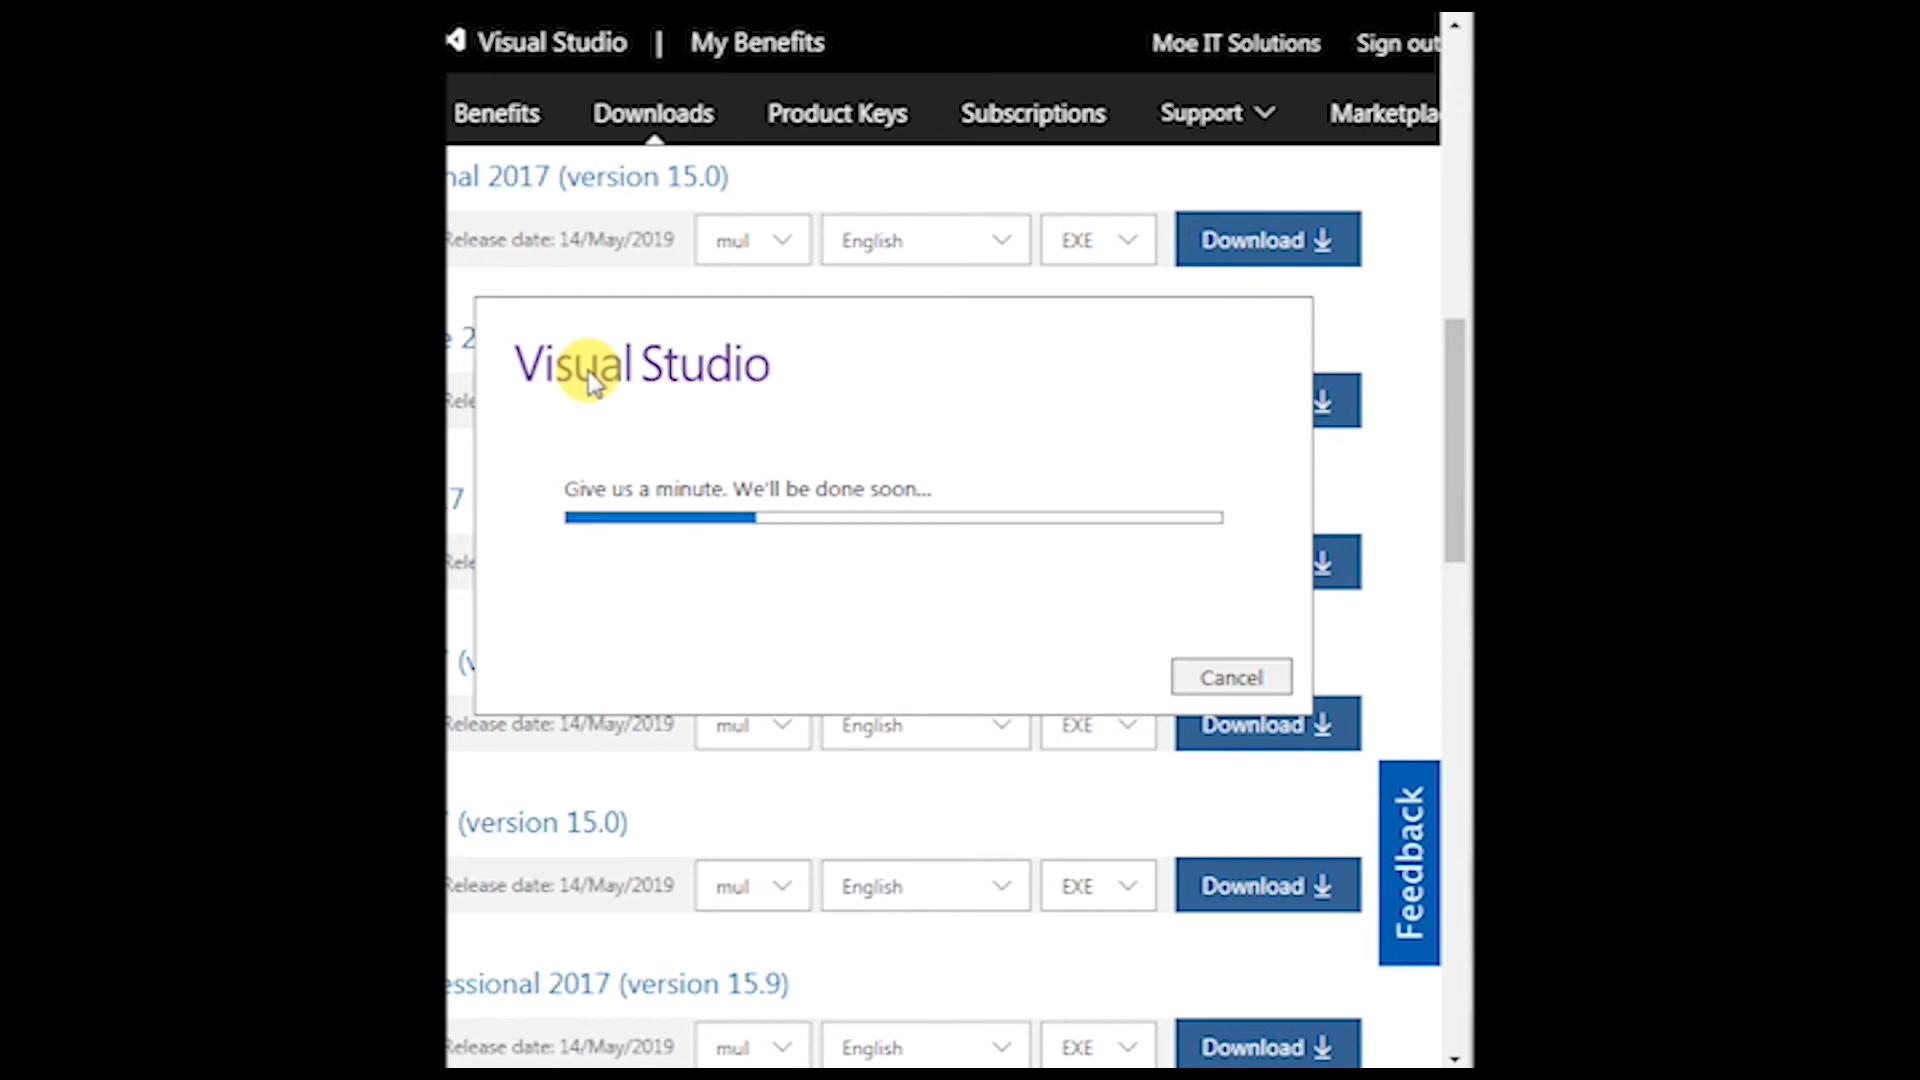 Visual Studio | My Benefits Moe IT Solutions Sign out
Benefits Downloads Product Keys Subscriptions Support
nal 2017 (version 15.0)
Release date: 14/May/2019 mul English EXE Download
e 2
Visual Studio
Give us a minute. We'll be done soon...
7
Cancel
Release date: 14/May/2019 mul English EXE Download
(version 15.0)
Release date: 14/May/2019 mul English EXE Download
Feedback
essional 2017 (version 15.9)
Release date: 14/May/2019 mul English EXE Download